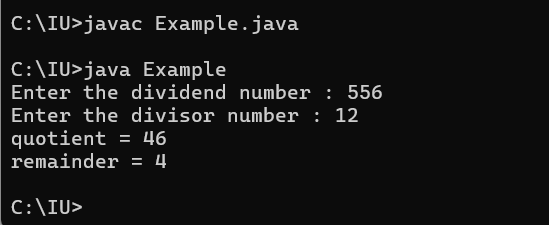 C:\IU>javac Example.java
C:\IU>java Example
Enter the dividend number : 556
Enter the divisor number : 12
quotient = 46
remainder = 4
C:\IU>